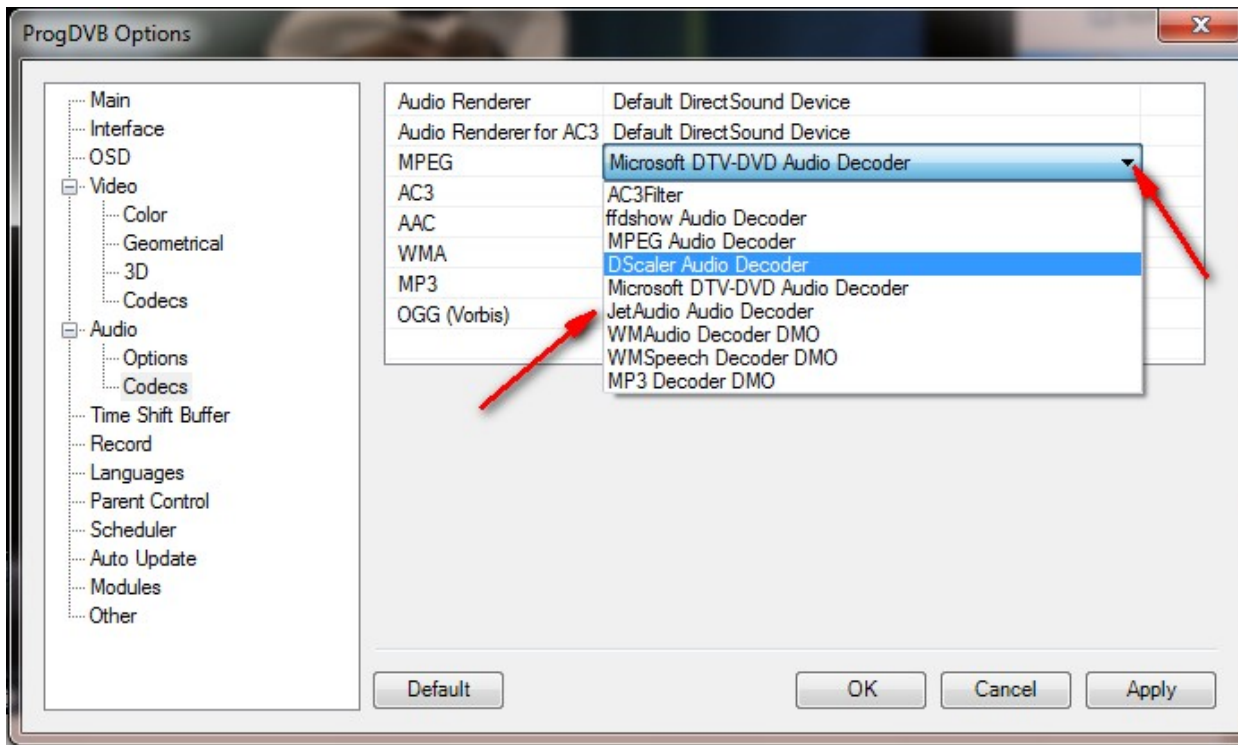 ProgDVB Options
Main
Interface
OSD
Video
Color
Geometrical
3D
Codecs
Audio
Options
Codecs
Time Shift Buffer
Record
Languages
Parent Control
Scheduler
Auto Update
Modules
Other
Audio Renderer Default DirectSound Device
Audio Renderer for AC3 Default DirectSound Device
MPEG Microsoft DTV-DVD Audio Decoder
AC3
AAC
WMA
MP3
OGG (Vorbis)
AC3Filter
ffdshow Audio Decoder
MPEG Audio Decoder
DScaler Audio Decoder
Microsoft DTV-DVD Audio Decoder
JetAudio Audio Decoder
WMAudio Decoder DMO
WMSpeech Decoder DMO
MP3 Decoder DMO
Default OK Cancel Apply